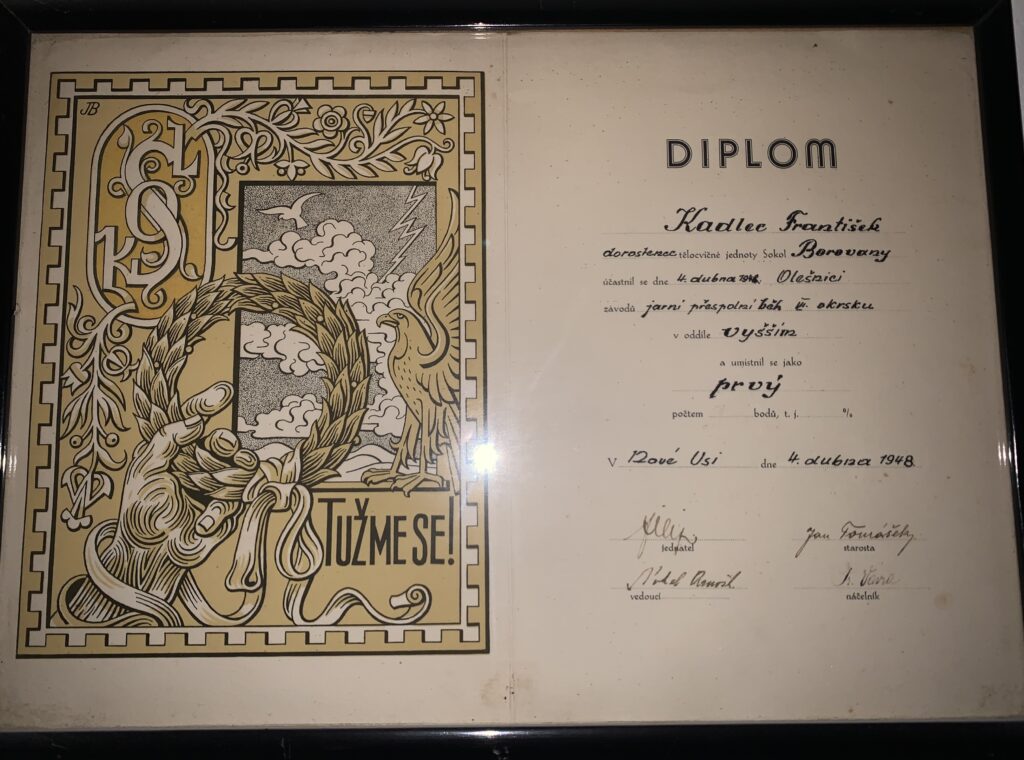 JB
ČOS
TUŽME SE!
DIPLOM
Kadlec František
dorostenec tělocvičné jednoty Sokol Borovany
účastnil se dne 4. dubna 1948, Olešnici
závodů jarní přespolní běh VI. okrsku
v oddíle vyšším
a umístnil se jako
prvý
počtem bodů, t. j. %
V Nové Vsi dne 4. dubna 1948
Jan Tomášek
jednatel starosta
vedoucí náčelník